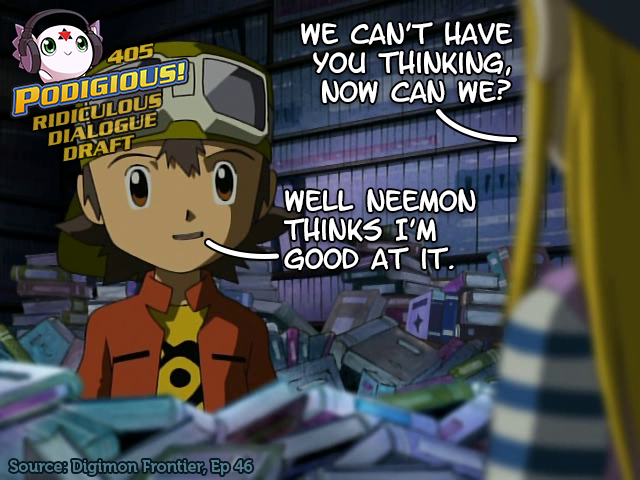 405
PODIGIOUS!
RIDICULOUS
DIALOGUE
DRAFT
WE CAN'T HAVE
YOU THINKING,
NOW CAN WE?
WELL NEEMON
THINKS I'M
GOOD AT IT.
Source: Digimon Frontier, Ep 46